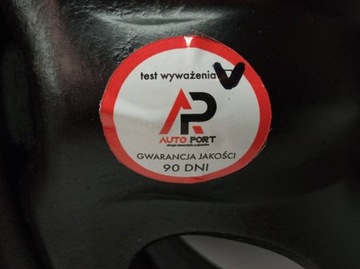 test wyważenia V
AP
AUTO PORT
GWARANCJA JAKOŚCI
90 DNI